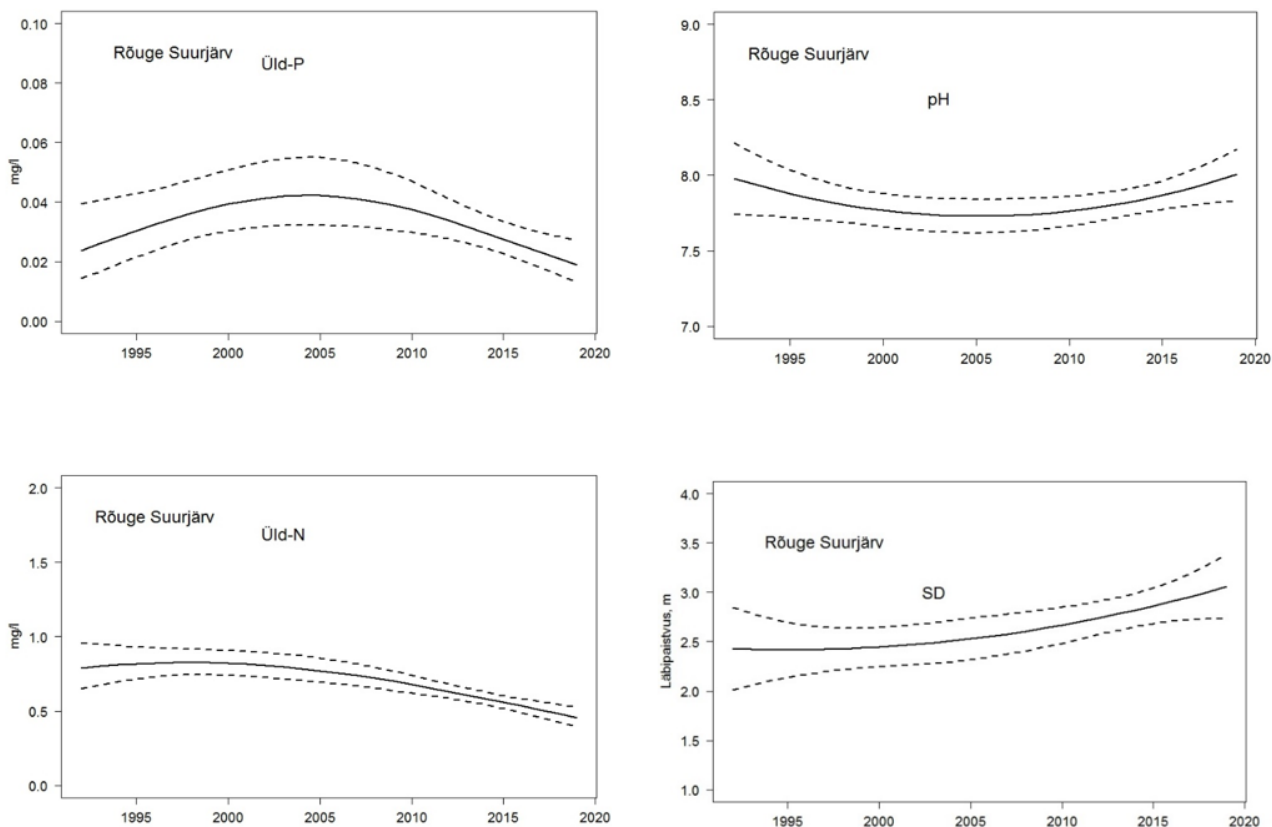 Rõuge Suurjärv
Üld-P
mg/l
0.10
0.08
0.06
0.04
0.02
0.00
1995 2000 2005 2010 2015 2020
Rõuge Suurjärv
pH
9.0
8.5
8.0
7.5
7.0
1995 2000 2005 2010 2015 2020
Rõuge Suurjärv
Üld-N
mg/l
2.0
1.5
1.0
0.5
0.0
1995 2000 2005 2010 2015 2020
Rõuge Suurjärv
SD
Läbipaistvus, m
4.0
3.5
3.0
2.5
2.0
1.5
1.0
1995 2000 2005 2010 2015 2020